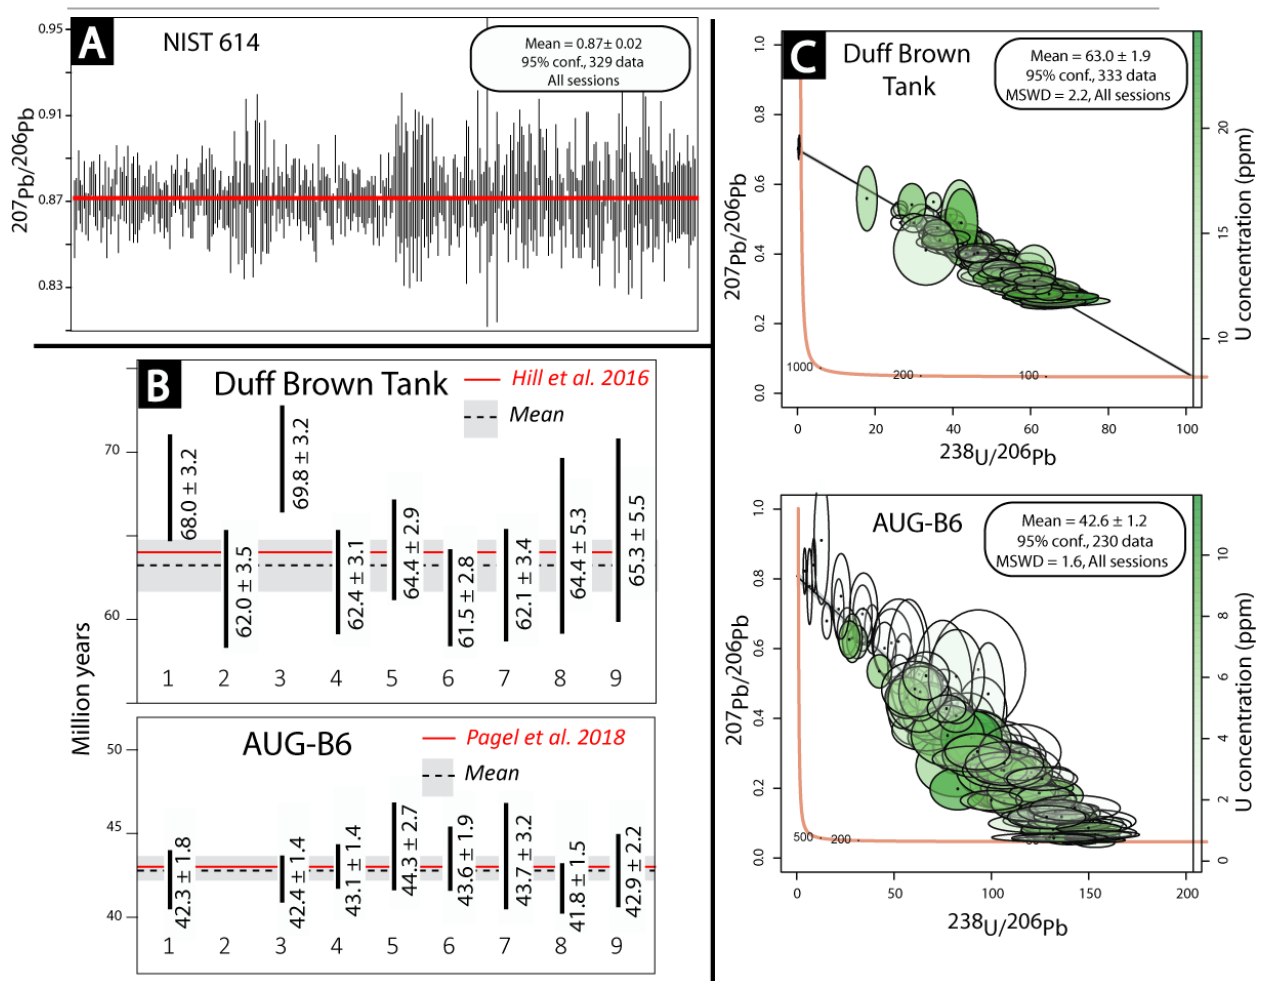 A
NIST 614
Mean = 0.87± 0.02
95% conf., 329 data
All sessions
207Pb/206Pb
0.95
0.91
0.87
0.83
B
Duff Brown Tank
Hill et al. 2016
Mean
Million years
70
60
68.0 ± 3.2
62.0 ± 3.5
69.8 ± 3.2
62.4 ± 3.1
64.4 ± 2.9
61.5 ± 2.8
62.1 ± 3.4
64.4 ± 5.3
65.3 ± 5.5
1 2 3 4 5 6 7 8 9
AUG-B6
Pagel et al. 2018
Mean
50
45
40
42.3 ± 1.8
42.4 ± 1.4
43.1 ± 1.4
44.3 ± 2.7
43.6 ± 1.9
43.7 ± 3.2
41.8 ± 1.5
42.9 ± 2.2
1 2 3 4 5 6 7 8 9
C
Duff Brown
Tank
Mean = 63.0 ± 1.9
95% conf., 333 data
MSWD = 2.2, All sessions
207Pb/206Pb
1.0
0.8
0.6
0.4
0.2
0.0
1000
200
100
0 20 40 60 80 100
238U/206Pb
20
15
10
U concentration (ppm)
AUG-B6
Mean = 42.6 ± 1.2
95% conf., 230 data
MSWD = 1.6, All sessions
207Pb/206Pb
1.0
0.8
0.6
0.4
0.2
0.0
500
200
0 50 100 150 200
238U/206Pb
10
8
6
4
2
0
U concentration (ppm)